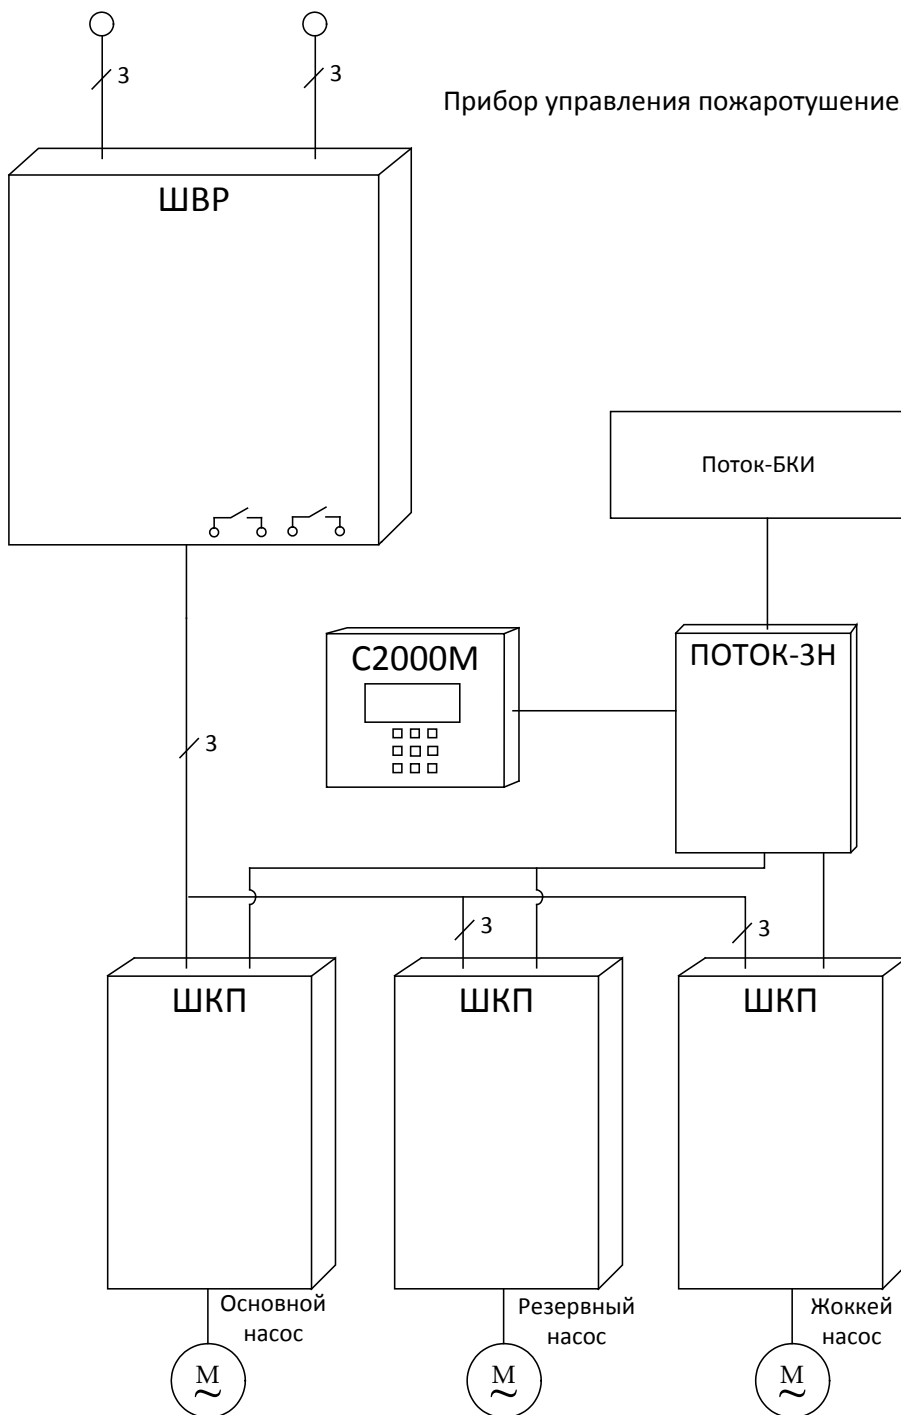 3
3
Прибор управления пожаротушение
ШВР
Поток-БКИ
С2000М
ПОТОК-3Н
3
3
3
ШКП
ШКП
ШКП
Основной
насос
Резервный
насос
Жоккей
насос
М
~
М
~
М
~